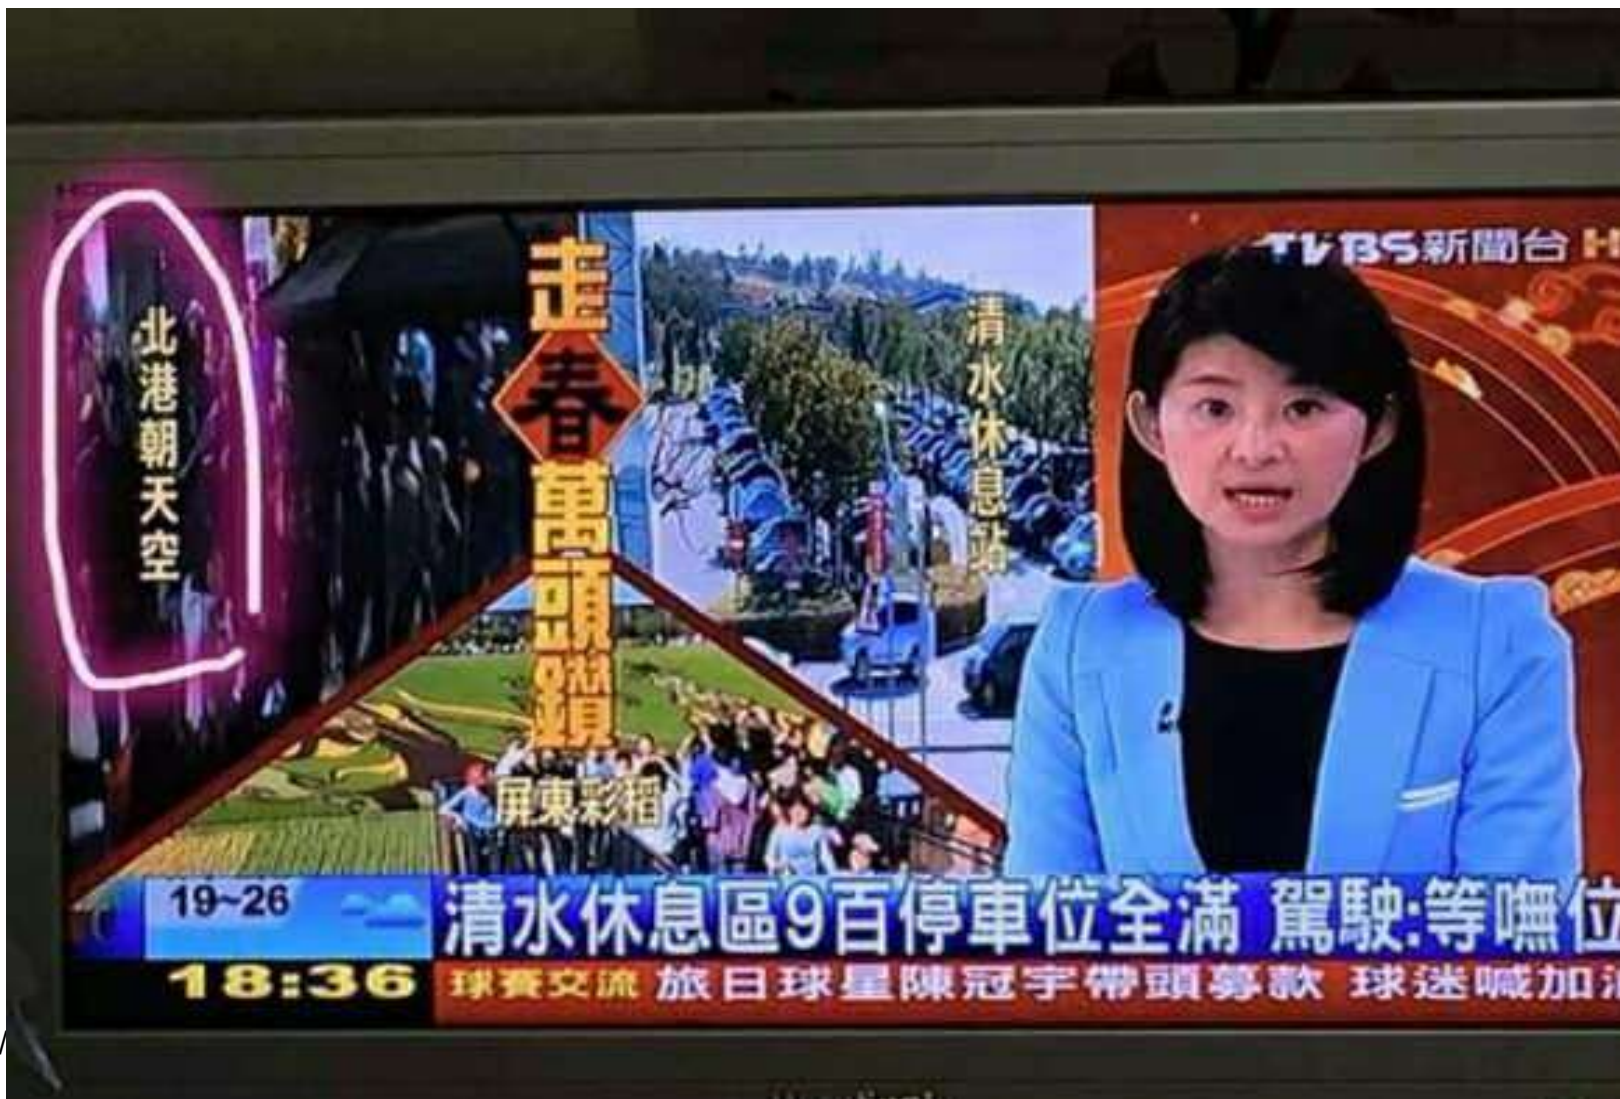 TVBS新聞台 H
北港朝天空
走春萬頭鑽
清水休息站
屏東彩稻
19~26
清水休息區9百停車位全滿 駕駛:等嘸位
18:36
球賽交流 旅日球星陳冠宇帶頭募款 球迷喊加